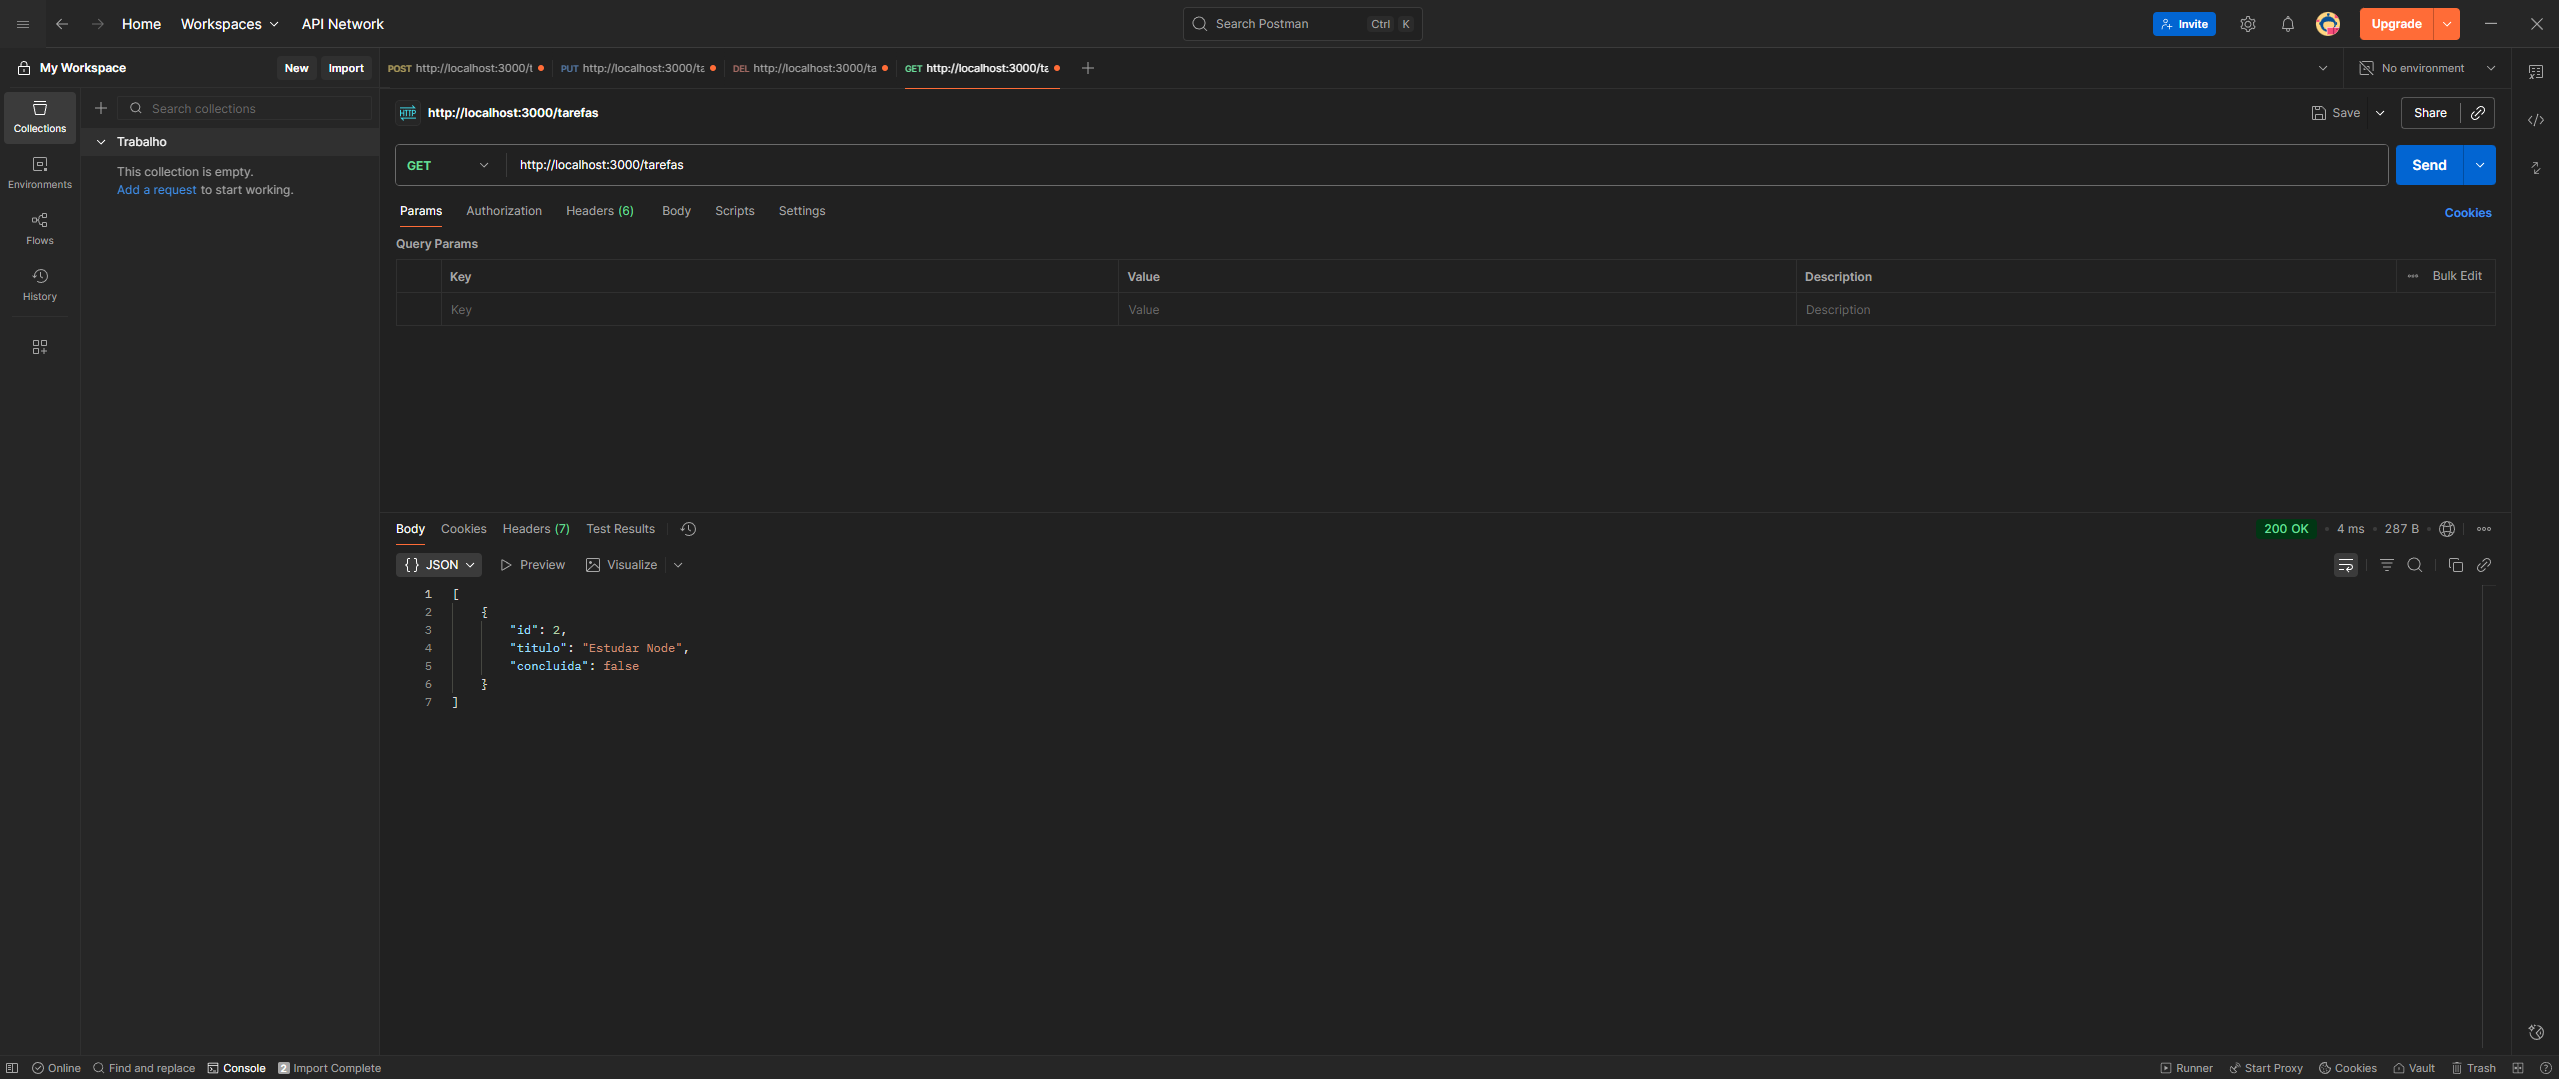 Home Workspaces API Network Search Postman Ctrl K Invite Upgrade
My Workspace New Import POST http://localhost:3000/t PUT http://localhost:3000/ta DEL http://localhost:3000/ta GET http://localhost:3000/ta No environment
Collections Search collections HTTP http://localhost:3000/tarefas Save Share
Trabalho
This collection is empty.
Add a request to start working.
Environments
Flows
History
GET http://localhost:3000/tarefas Send
Params Authorization Headers (6) Body Scripts Settings Cookies
Query Params
Key Value Description Bulk Edit
Key Value Description
Body Cookies Headers (7) Test Results 200 OK 4 ms 287 B
{} JSON Preview Visualize
1 [
2 {
3 "id": 2,
4 "titulo": "Estudar Node",
5 "concluida": false
6 }
7 ]
Online Find and replace Console 2 Import Complete Runner Start Proxy Cookies Vault Trash